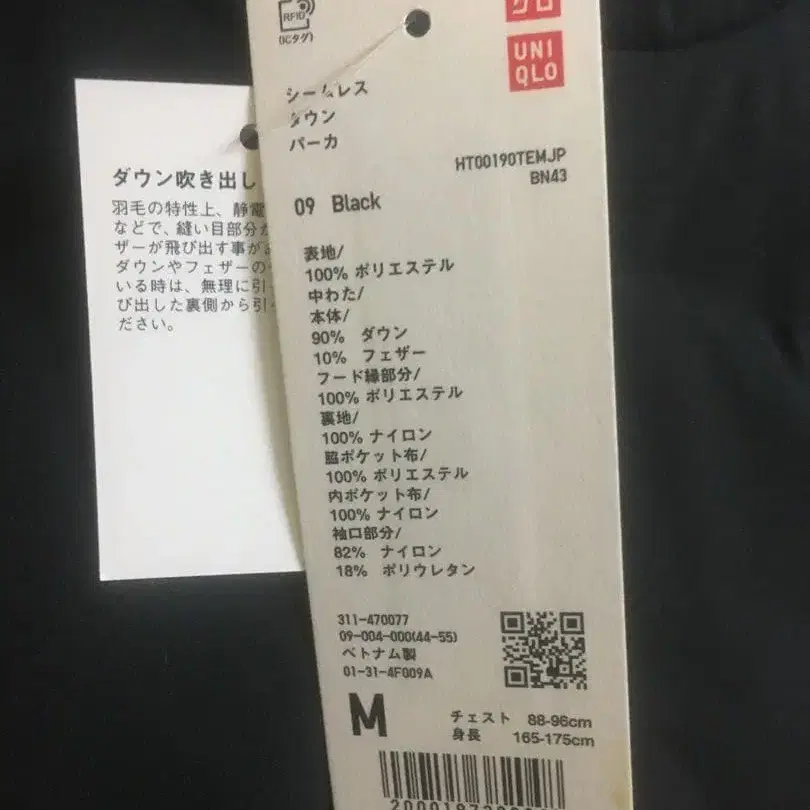 RFID
(ICタグ)
UNI
QLO
シームレス
ダウン
パーカ
HT00190TEMJP
BN43
09 Black
表地/
100% ポリエステル
中わた/
本体/
90% ダウン
10% フェザー
フード縁部分/
100% ポリエステル
裏地/
100% ナイロン
脇ポケット布/
100% ポリエステル
内ポケット布/
100% ナイロン
袖口部分/
82% ナイロン
18% ポリウレタン
311-470077
09-004-000(44-55)
ベトナム製
01-31-4F009A
M
チェスト 88-96cm
身長 165-175cm
ダウン吹き出し
羽毛の特性上、静電
などで、縫い目部分
ザーが飛び出す事が
ダウンやフェザーの
いる時は、無理に引
び出した裏側から引
ださい。